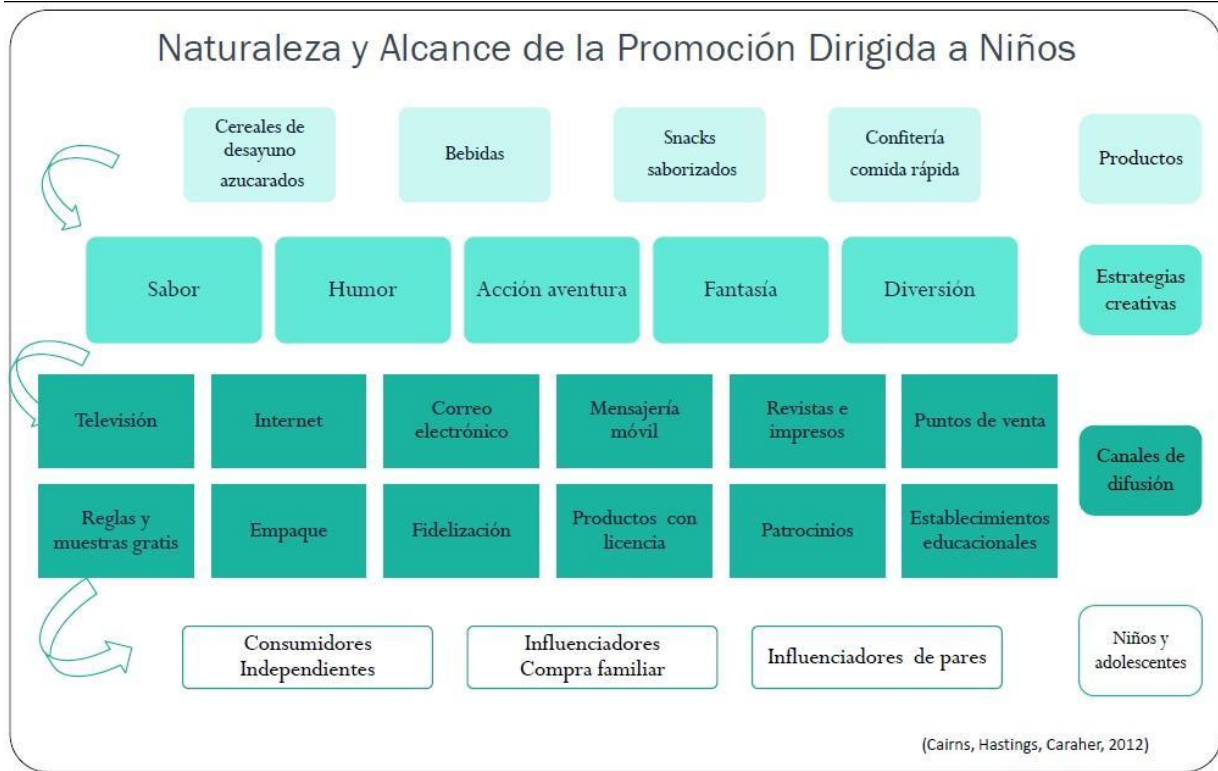 Naturaleza y Alcance de la Promoción Dirigida a Niños
Cereales de
desayuno
azucarados
Bebidas
Snacks
saborizados
Confitería
comida rápida
Productos
Sabor
Humor
Acción aventura
Fantasía
Diversión
Estrategias
creativas
Televisión
Internet
Correo
electrónico
Mensajería
móvil
Revistas e
impresos
Puntos de venta
Canales de
difusión
Reglas y
muestras gratis
Empaque
Fidelización
Productos con
licencia
Patrocinios
Establecimientos
educacionales
Consumidores
Independientes
Influenciadores
Compra familiar
Influenciadores de pares
Niños y
adolescentes
(Cairns, Hastings, Caraher, 2012)